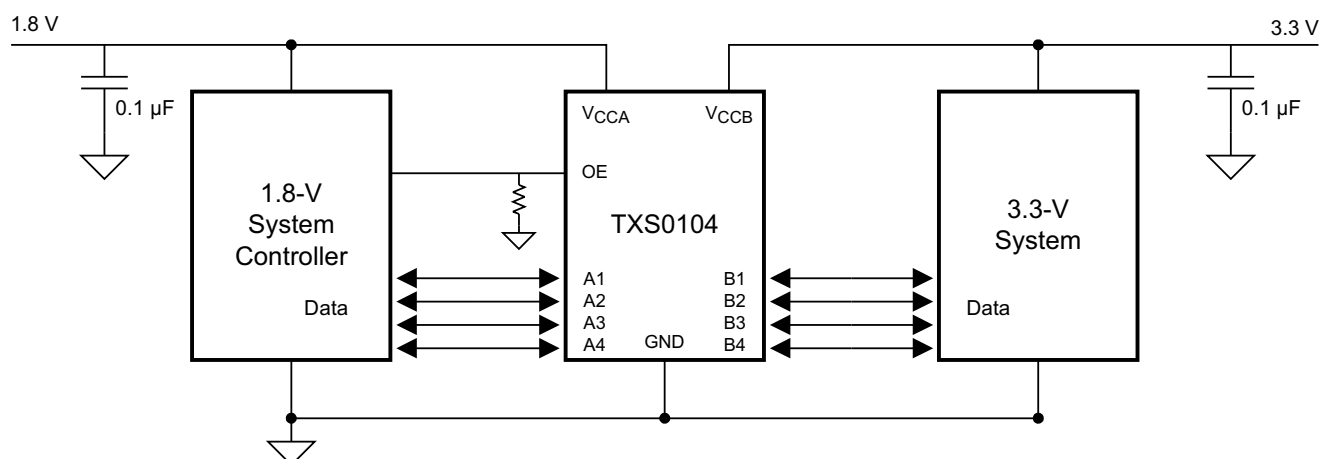 1.8 V
3.3 V
0.1 µF
0.1 µF
VCCA
VCCB
OE
1.8-V
System
Controller
TXS0104
3.3-V
System
Data
A1
A2
A3
A4
GND
B1
B2
B3
B4
Data